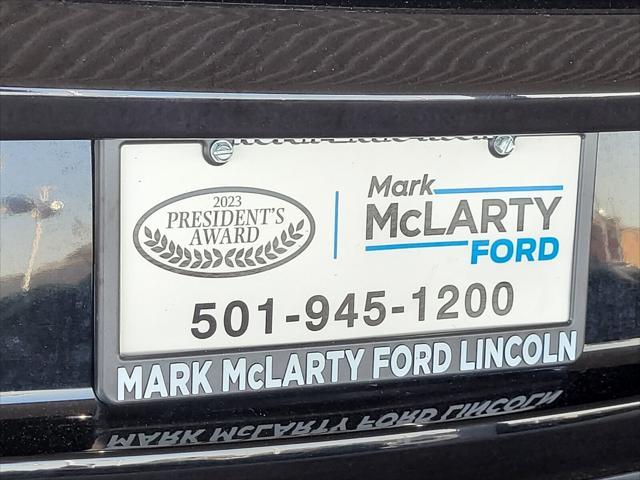 2023
PRESIDENT'S
AWARD
Mark
McLARTY
FORD
501-945-1200
MARK McLARTY FORD LINCOLN